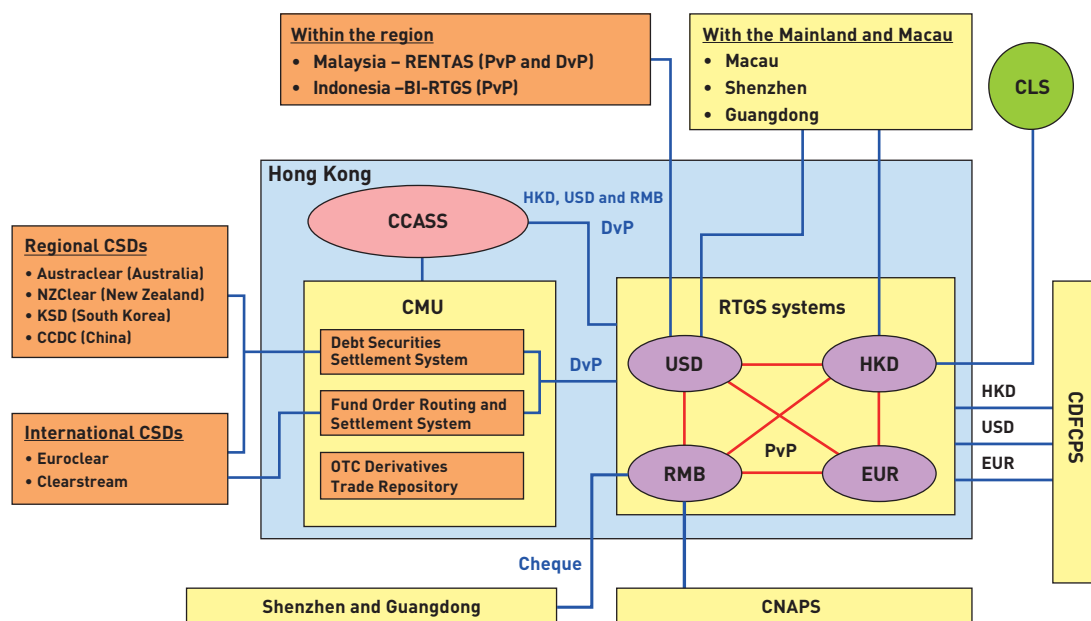 Within the region
• Malaysia – RENTAS (PvP and DvP)
• Indonesia –BI-RTGS (PvP)
With the Mainland and Macau
• Macau
• Shenzhen
• Guangdong
CLS
Hong Kong
HKD, USD and RMB
DvP
CCASS
Regional CSDs
• Austraclear (Australia)
• NZClear (New Zealand)
• KSD (South Korea)
• CCDC (China)
International CSDs
• Euroclear
• Clearstream
CMU
Debt Securities
Settlement System
Fund Order Routing and
Settlement System
OTC Derivatives
Trade Repository
DvP
RTGS systems
USD
HKD
PvP
RMB
EUR
HKD
USD
EUR
CDFCPS
Cheque
Shenzhen and Guangdong
CNAPS